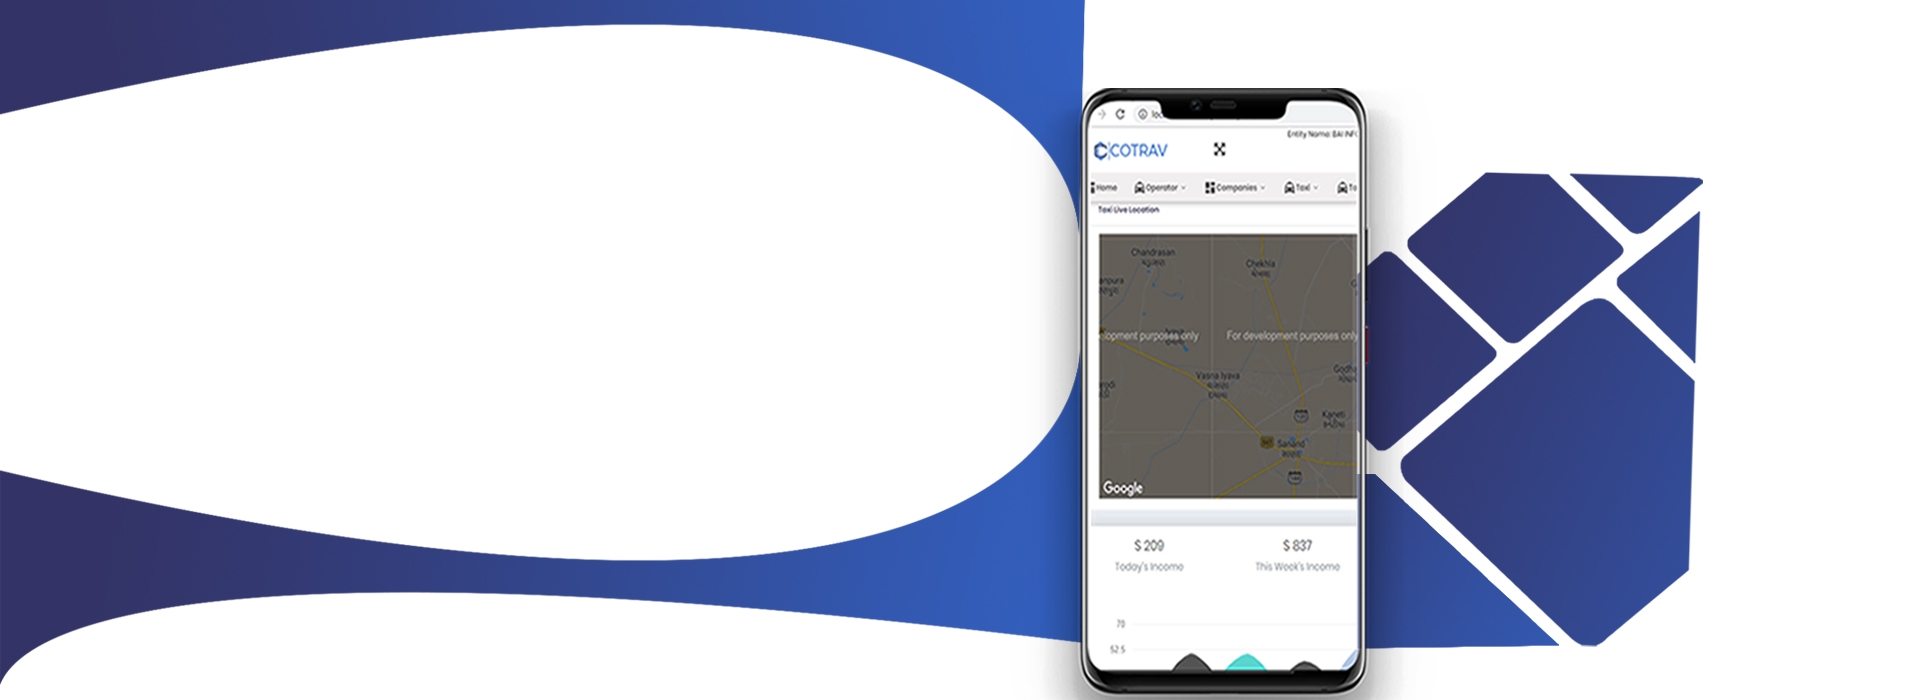 Entity Name: BAI INF
COTRAV
Home Operator Companies Taxi To
Taxi Live Location
Chandrasan
Chekhla
anpura
elopment purposes only For development purposes only
Vasna Iyava
Godha
Kaneti
Sanand
Google
$ 209 $ 837
Today's Income This Week's Income
70
52.5